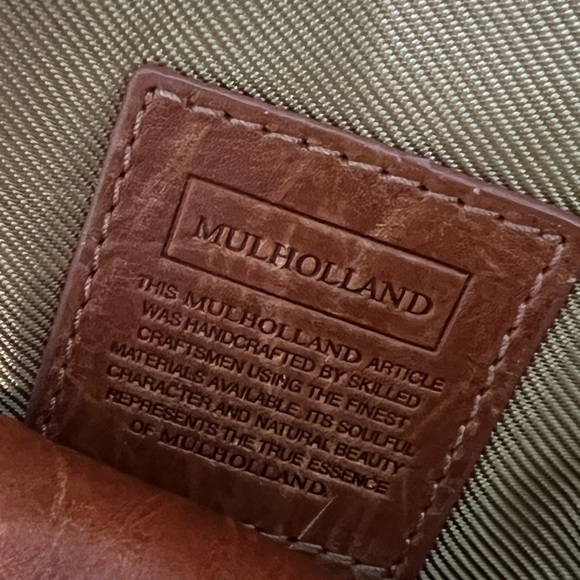 MULHOLLAND
THIS MULHOLLAND ARTICLE
WAS HANDCRAFTED BY SKILLED
CRAFTSMEN USING THE FINEST
MATERIALS AVAILABLE. ITS SOULFUL
CHARACTER AND NATURAL BEAUTY
REPRESENTS THE TRUE ESSENCE
OF MULHOLLAND.